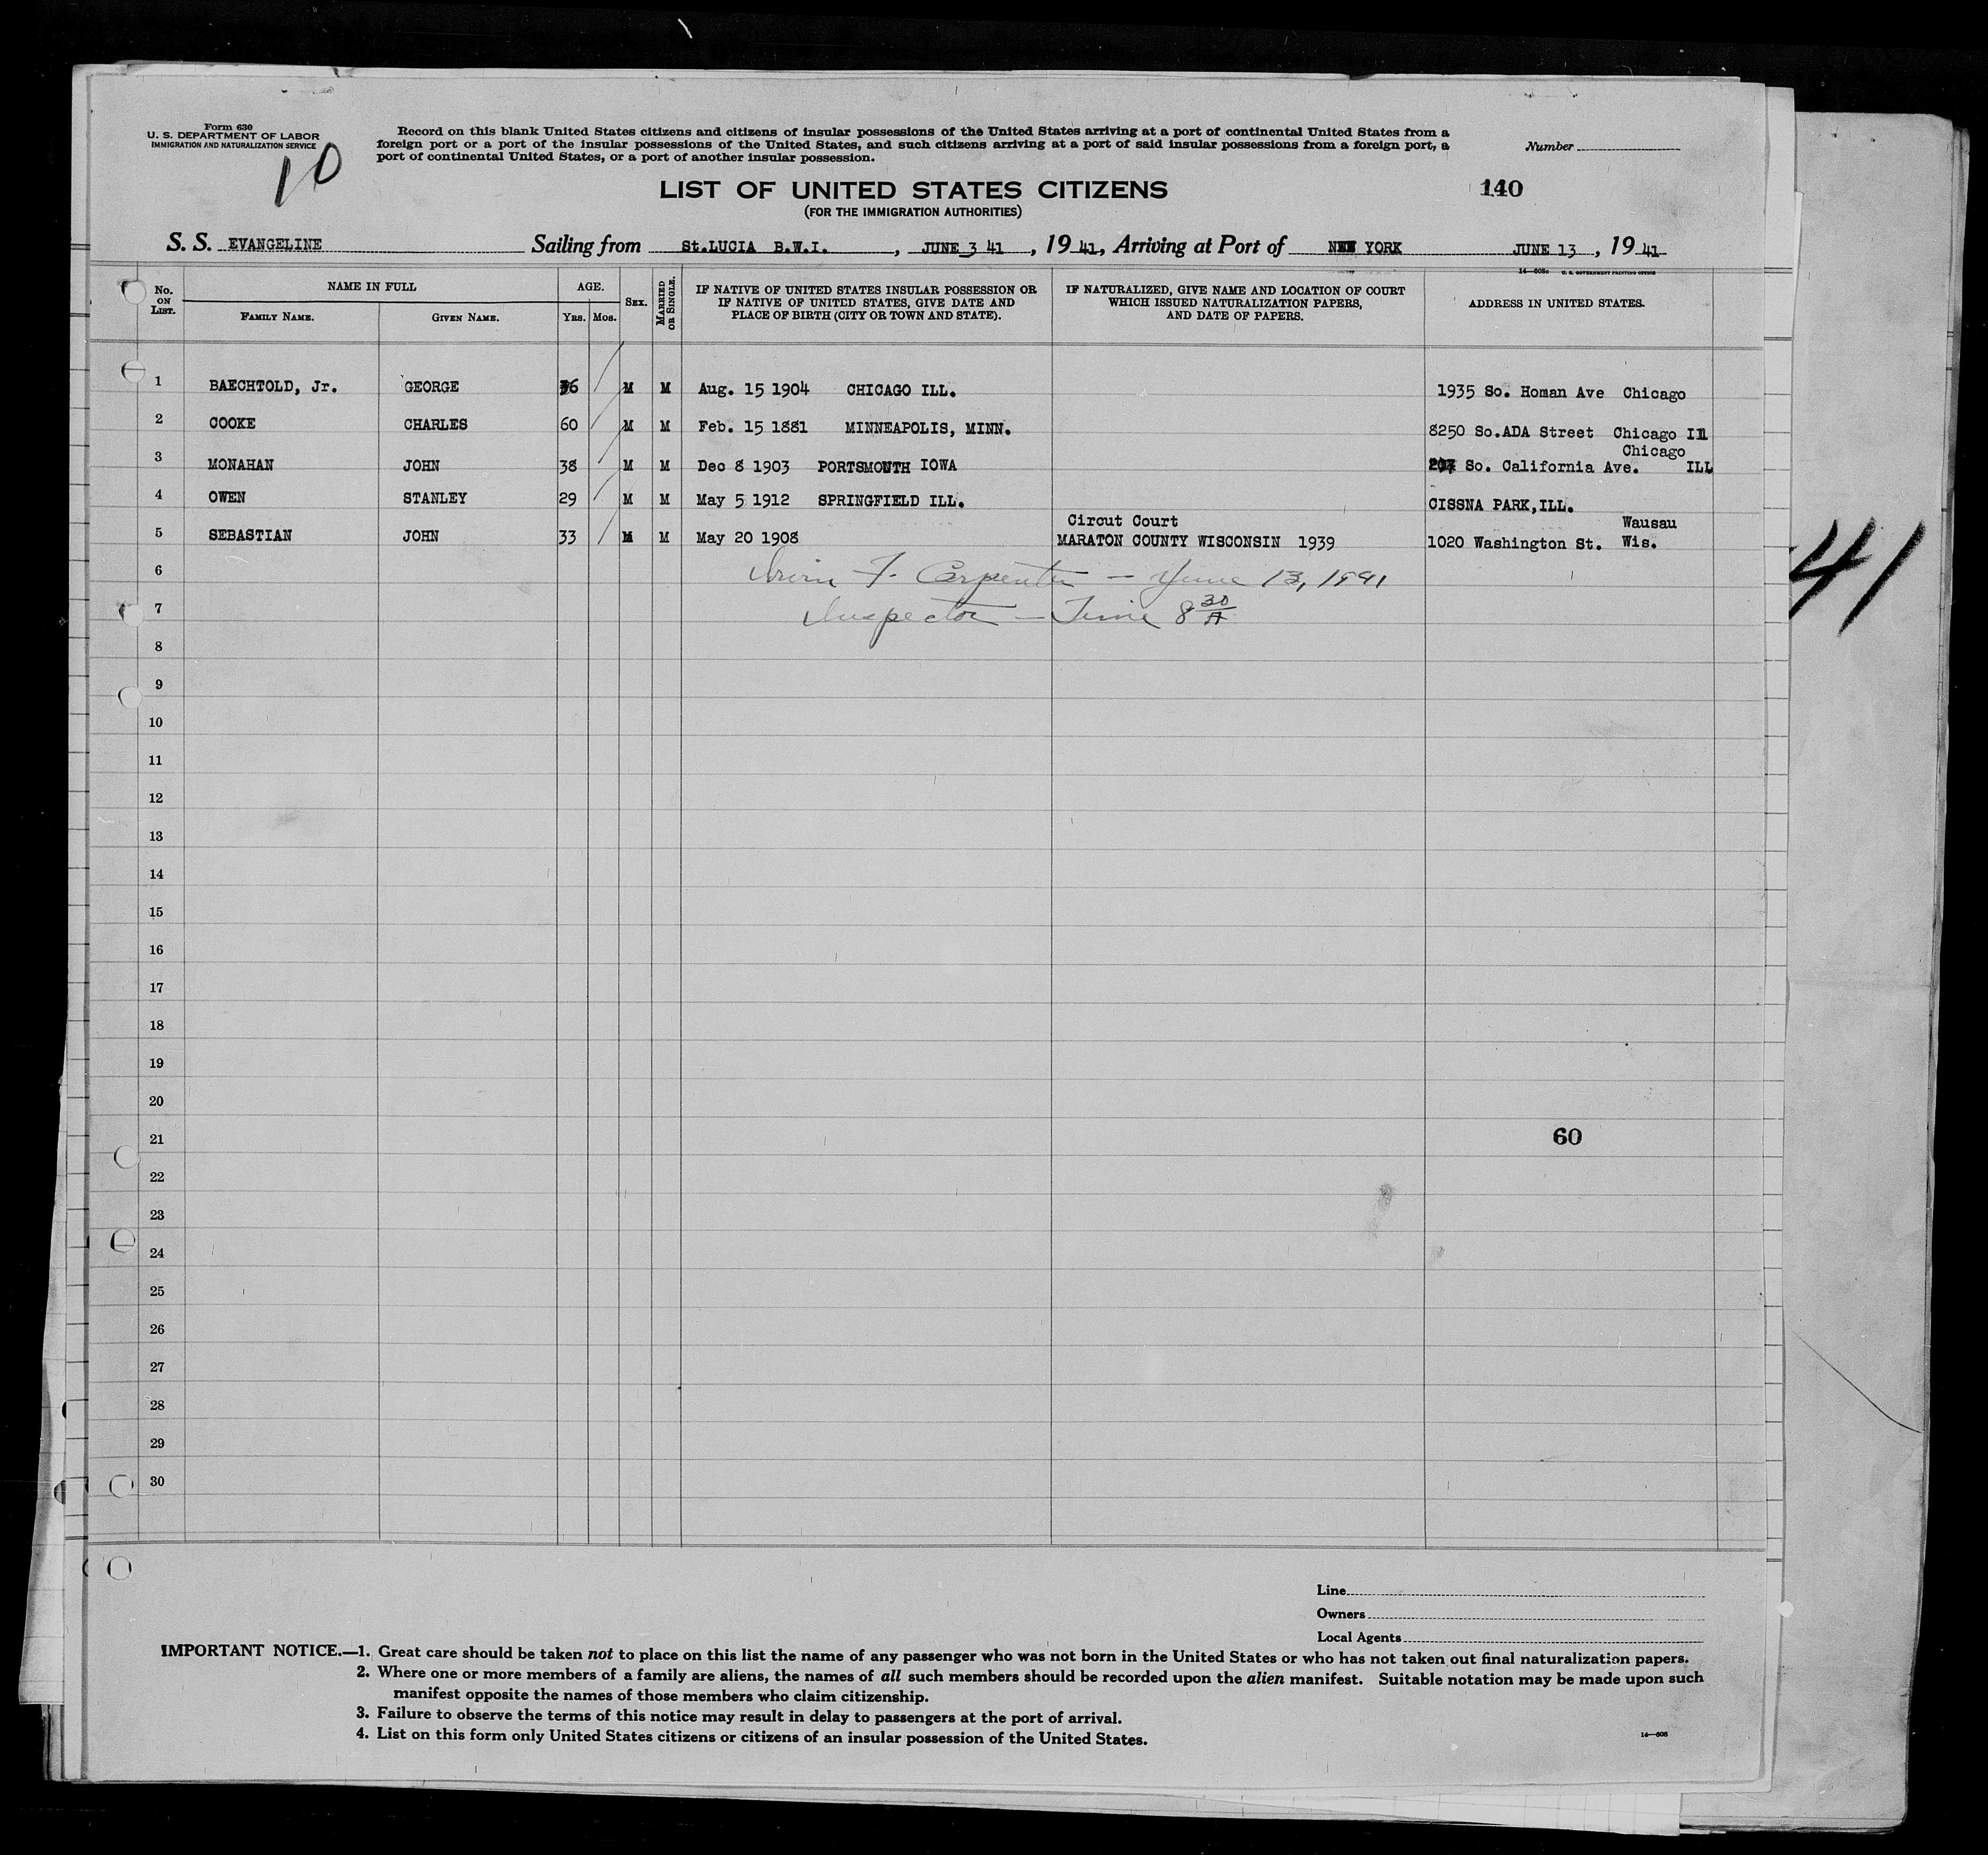 Form 630
U. S. DEPARTMENT OF LABOR
IMMIGRATION AND NATURALIZATION SERVICE
10
Record on this blank United States citizens and citizens of insular possessions of the United States arriving at a port of continental United States from a
foreign port or a port of the insular possessions of the United States, and such citizens arriving at a port of said insular possessions from a foreign port, a
port of continental United States, or a port of another insular possession.
Number
LIST OF UNITED STATES CITIZENS
(FOR THE IMMIGRATION AUTHORITIES)
140
S. S. EVANGELINE Sailing from St.LUCIA B.W.I. , JUNE 3 41 , 19 41, Arriving at Port of NEW YORK JUNE 13 , 19 41
14—608a U. S. GOVERNMENT PRINTING OFFICE
No. ON LIST.
NAME IN FULL
FAMILY NAME.
GIVEN NAME.
AGE.
YRS. MOS.
SEX.
MARRIED OR SINGLE.
IF NATIVE OF UNITED STATES INSULAR POSSESSION OR
IF NATIVE OF UNITED STATES, GIVE DATE AND
PLACE OF BIRTH (CITY OR TOWN AND STATE).
IF NATURALIZED, GIVE NAME AND LOCATION OF COURT
WHICH ISSUED NATURALIZATION PAPERS,
AND DATE OF PAPERS.
ADDRESS IN UNITED STATES.
1 BAECHTOLD, Jr. GEORGE 36 M M Aug. 15 1904 CHICAGO ILL. 1935 So. Homan Ave Chicago
2 COOKE CHARLES 60 M M Feb. 15 1881 MINNEAPOLIS, MINN. 8250 So.ADA Street Chicago Ill
3 MONAHAN JOHN 38 M M Dec 8 1903 PORTSMOUTH IOWA So. California Ave. Chicago ILL
4 OWEN STANLEY 29 M M May 5 1912 SPRINGFIELD ILL. CISSNA PARK,ILL.
5 SEBASTIAN JOHN 33 M M May 20 1908 Circut Court
MARATON COUNTY WISCONSIN 1939 1020 Washington St. Wausau Wis.
6 Irvin F. Carpenter — June 13, 1941
7 Inspector — Time 8 30/A
8
9
10
11
12
13
14
15
16
17
18
19
20
21 60
22
23
24
25
26
27
28
29
30
41
Line
Owners
Local Agents
IMPORTANT NOTICE.—1. Great care should be taken not to place on this list the name of any passenger who was not born in the United States or who has not taken out final naturalization papers.
2. Where one or more members of a family are aliens, the names of all such members should be recorded upon the alien manifest. Suitable notation may be made upon such
manifest opposite the names of those members who claim citizenship.
3. Failure to observe the terms of this notice may result in delay to passengers at the port of arrival.
4. List on this form only United States citizens or citizens of an insular possession of the United States.
14—608